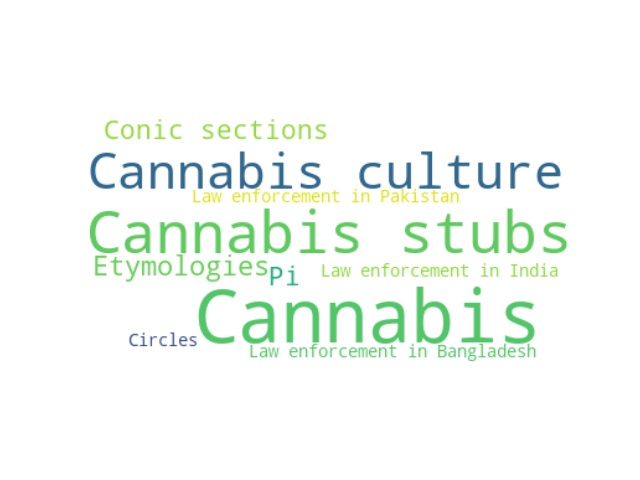 Conic sections
Cannabis culture
Law enforcement in Pakistan
Cannabis stubs
Etymologies
Pi
Law enforcement in India
Cannabis
Circles
Law enforcement in Bangladesh